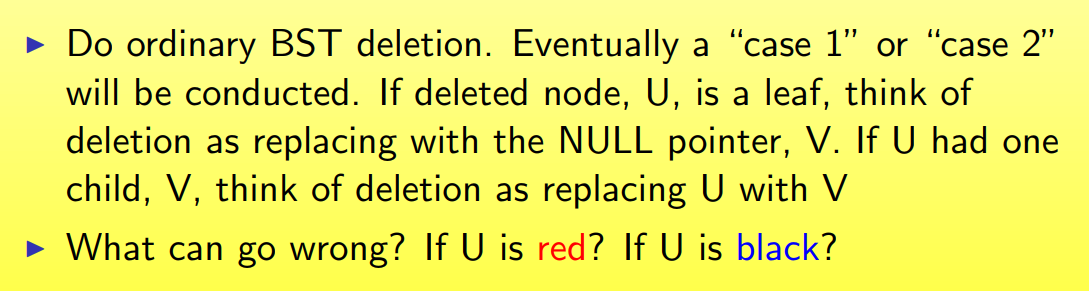 ▶ Do ordinary BST deletion. Eventually a “case 1” or “case 2”
will be conducted. If deleted node, U, is a leaf, think of
deletion as replacing with the NULL pointer, V. If U had one
child, V, think of deletion as replacing U with V
▶ What can go wrong? If U is red? If U is black?